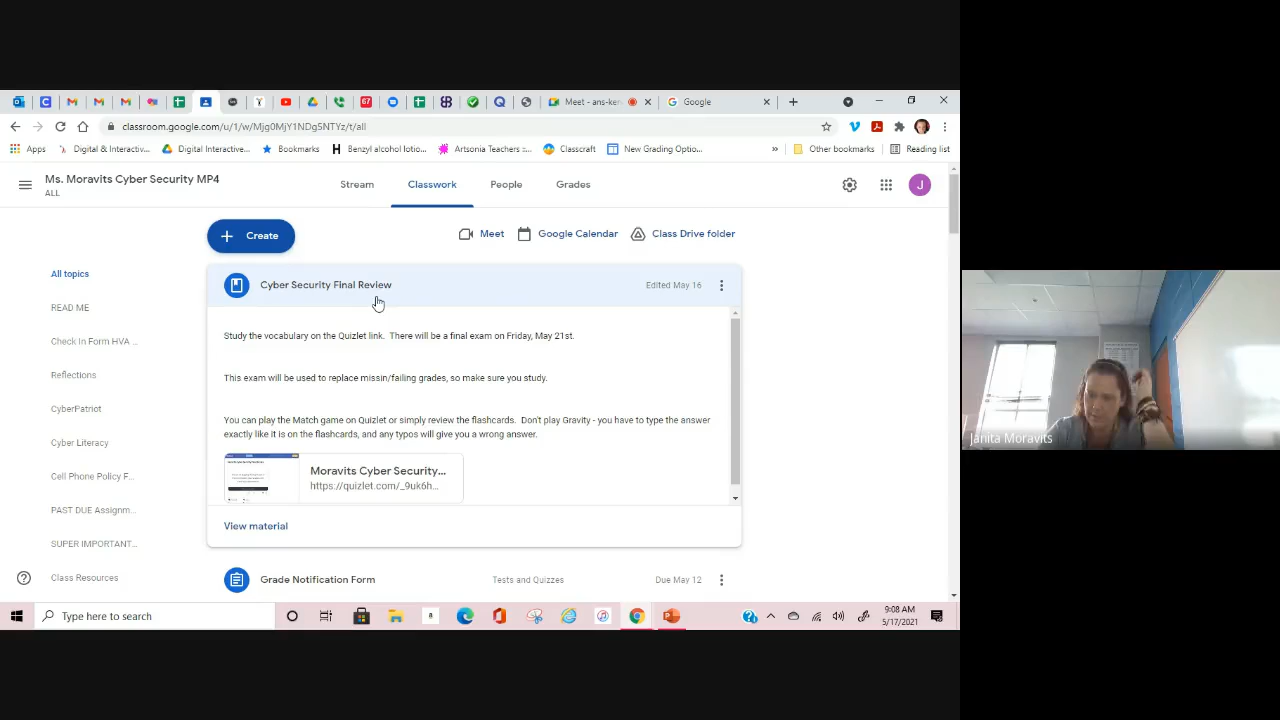 Meet - ans-ker
Google
classroom.google.com/u/1/w/Mjg0MjY1NDg5NTYz/t/all
Apps
Digital & Interactiv...
Digital Interactive...
Bookmarks
Benzyl alcohol lotio...
Artsonia Teachers:...
Classcraft
New Grading Optio...
»
Other bookmarks
Reading list
Ms. Moravits Cyber Security MP4
ALL
Stream
Classwork
People
Grades
J
Create
Meet
Google Calendar
Class Drive folder
All topics
READ ME
Check In Form HVA ...
Reflections
CyberPatriot
Cyber Literacy
Cell Phone Policy F...
PAST DUE Assignm...
SUPER IMPORTANT...
Class Resources
Cyber Security Final Review
Edited May 16
Study the vocabulary on the Quizlet link. There will be a final exam on Friday, May 21st.
This exam will be used to replace missin/failing grades, so make sure you study.
You can play the Match game on Quizlet or simply review the flashcards. Don't play Gravity - you have to type the answer
exactly like it is on the flashcards, and any typos will give you a wrong answer.
Moravits Cyber Security...
https://quizlet.com/_9uk6h...
View material
Grade Notification Form
Tests and Quizzes
Due May 12
Type here to search
9:08 AM
5/17/2021
Janita Moravits